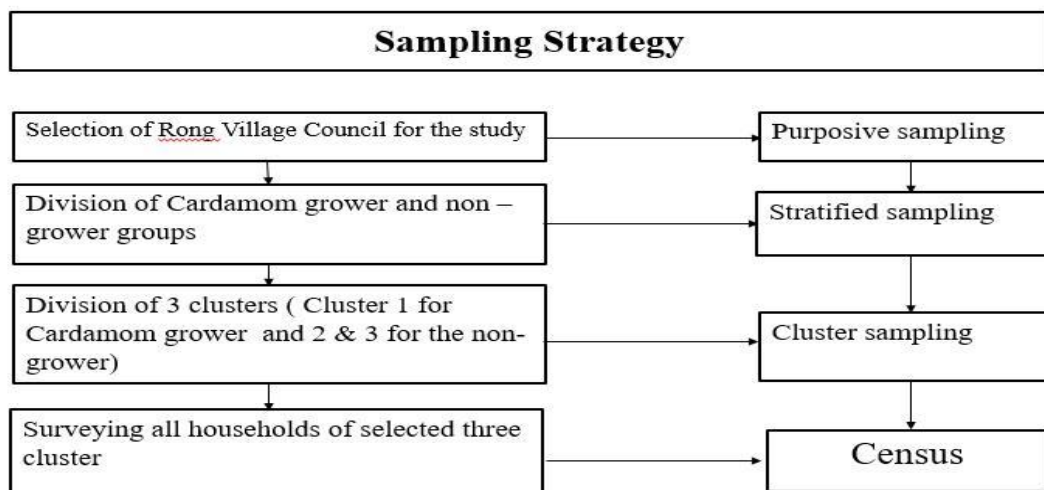 Sampling Strategy
Selection of Rong Village Council for the study
Purposive sampling
Division of Cardamom grower and non –
grower groups
Stratified sampling
Division of 3 clusters ( Cluster 1 for
Cardamom grower and 2 & 3 for the non-
grower)
Cluster sampling
Surveying all households of selected three
cluster
Census